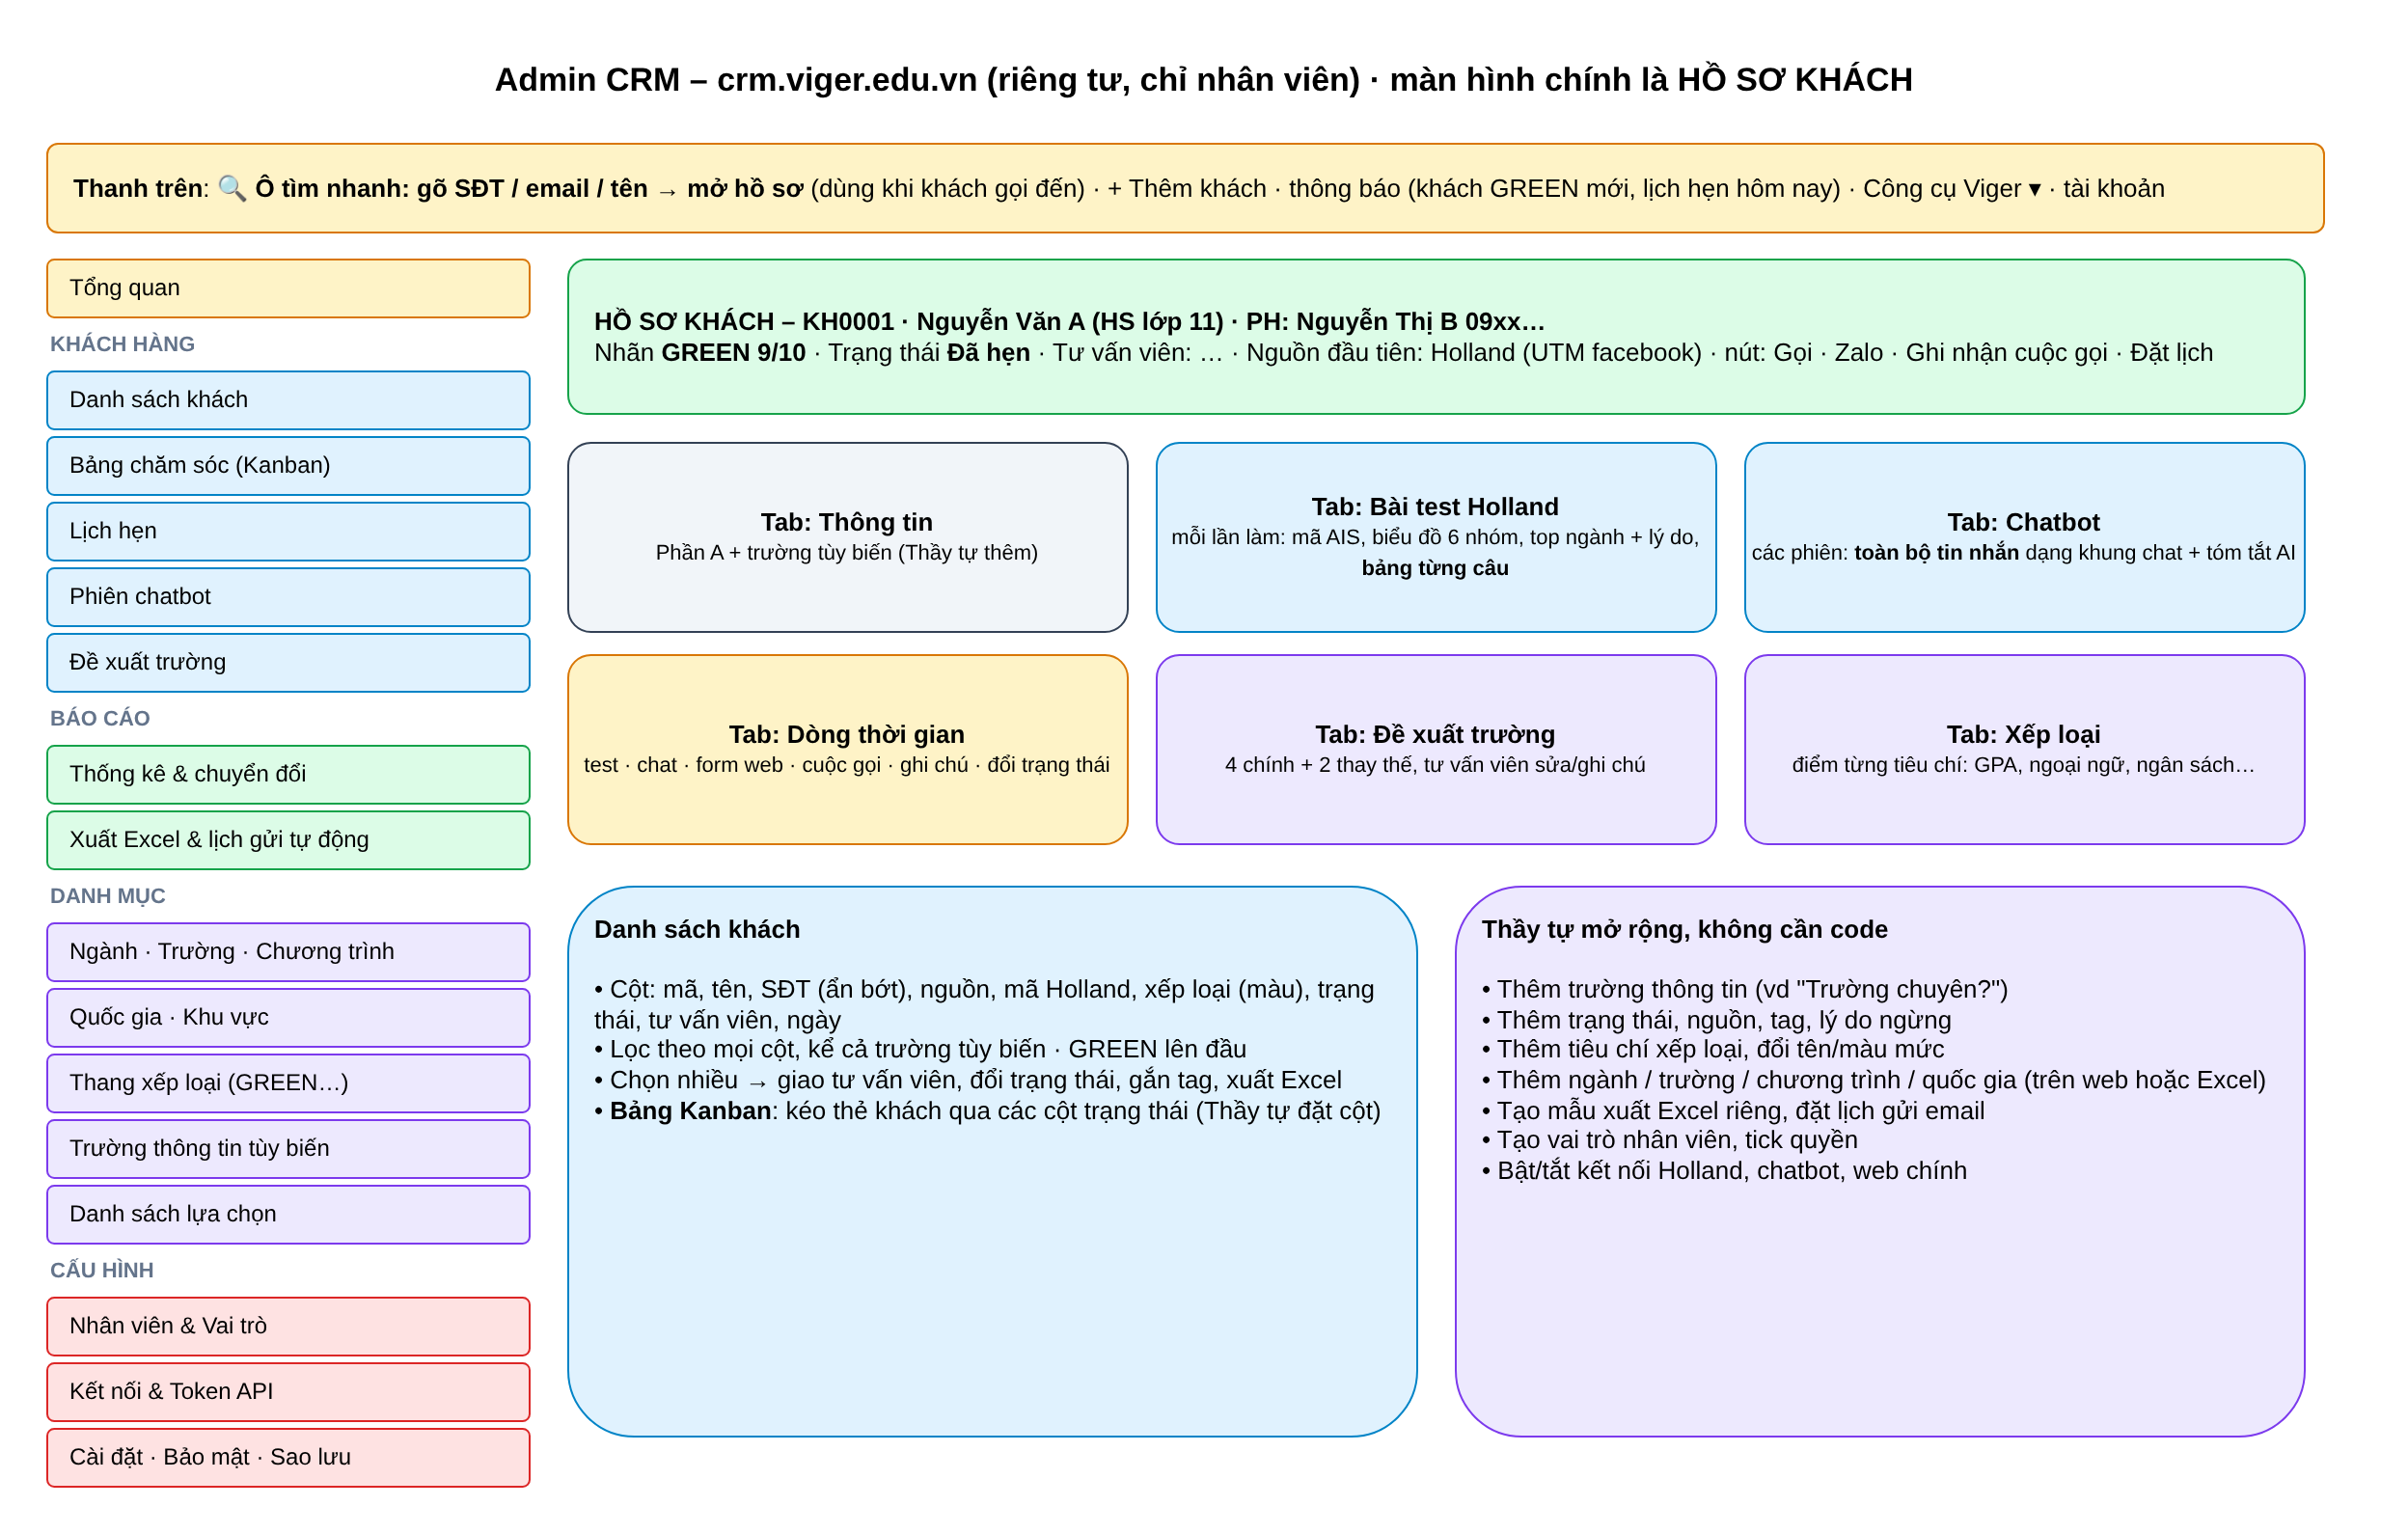 Admin CRM – crm.viger.edu.vn (riêng tư, chỉ nhân viên) · màn hình chính là HỒ SƠ KHÁCH
Thanh trên: 🔍 Ô tìm nhanh: gõ SĐT / email / tên → mở hồ sơ (dùng khi khách gọi đến) · + Thêm khách · thông báo (khách GREEN mới, lịch hẹn hôm nay) · Công cụ Viger ▾ · tài khoản
Tổng quan
KHÁCH HÀNG
Danh sách khách
Bảng chăm sóc (Kanban)
Lịch hẹn
Phiên chatbot
Đề xuất trường
BÁO CÁO
Thống kê & chuyển đổi
Xuất Excel & lịch gửi tự động
DANH MỤC
Ngành · Trường · Chương trình
Quốc gia · Khu vực
Thang xếp loại (GREEN…)
Trường thông tin tùy biến
Danh sách lựa chọn
CẤU HÌNH
Nhân viên & Vai trò
Kết nối & Token API
Cài đặt · Bảo mật · Sao lưu
HỒ SƠ KHÁCH – KH0001 · Nguyễn Văn A (HS lớp 11) · PH: Nguyễn Thị B 09xx…
Nhãn GREEN 9/10 · Trạng thái Đã hẹn · Tư vấn viên: … · Nguồn đầu tiên: Holland (UTM facebook) · nút: Gọi · Zalo · Ghi nhận cuộc gọi · Đặt lịch
Tab: Thông tin
Phần A + trường tùy biến (Thầy tự thêm)
Tab: Bài test Holland
mỗi lần làm: mã AIS, biểu đồ 6 nhóm, top ngành + lý do,
bảng từng câu
Tab: Chatbot
các phiên: toàn bộ tin nhắn dạng khung chat + tóm tắt AI
Tab: Dòng thời gian
test · chat · form web · cuộc gọi · ghi chú · đổi trạng thái
Tab: Đề xuất trường
4 chính + 2 thay thế, tư vấn viên sửa/ghi chú
Tab: Xếp loại
điểm từng tiêu chí: GPA, ngoại ngữ, ngân sách…
Danh sách khách
• Cột: mã, tên, SĐT (ẩn bớt), nguồn, mã Holland, xếp loại (màu), trạng
thái, tư vấn viên, ngày
• Lọc theo mọi cột, kể cả trường tùy biến · GREEN lên đầu
• Chọn nhiều → giao tư vấn viên, đổi trạng thái, gắn tag, xuất Excel
• Bảng Kanban: kéo thẻ khách qua các cột trạng thái (Thầy tự đặt cột)
Thầy tự mở rộng, không cần code
• Thêm trường thông tin (vd "Trường chuyên?")
• Thêm trạng thái, nguồn, tag, lý do ngừng
• Thêm tiêu chí xếp loại, đổi tên/màu mức
• Thêm ngành / trường / chương trình / quốc gia (trên web hoặc Excel)
• Tạo mẫu xuất Excel riêng, đặt lịch gửi email
• Tạo vai trò nhân viên, tick quyền
• Bật/tắt kết nối Holland, chatbot, web chính